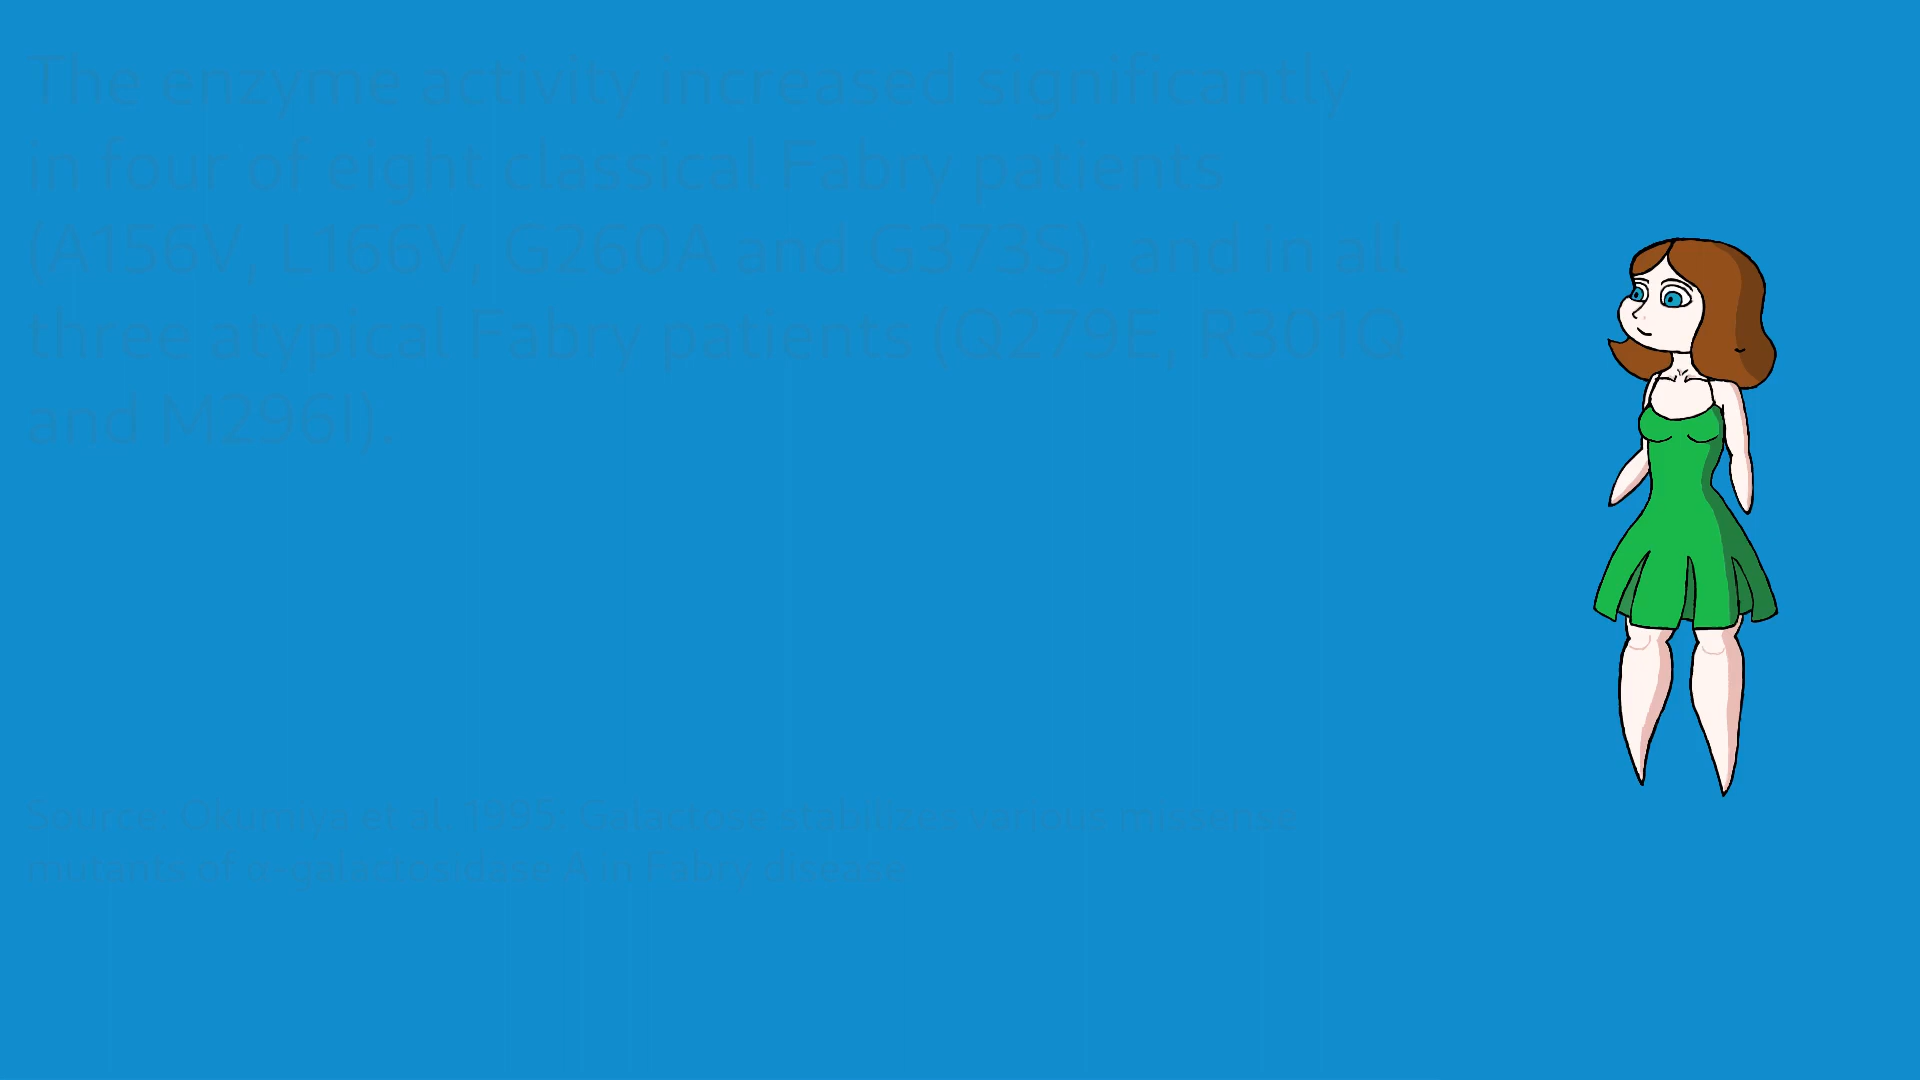 The enzyme activity increased significantly
in four of eight classical Fabry patients
(A156V, L166V, G260A and G373S), and in all
three atypical Fabry patients (Q279E, R301Q
and M296I).
Source: Okumiya et al. 1995: Galactose stabilizes various missense
mutants of α-galactosidase A in Fabry disease